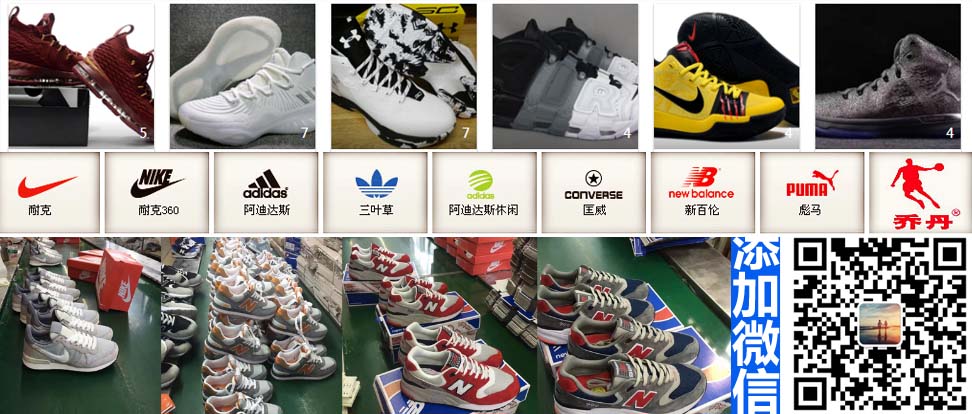 5
7
7
4
4
4
耐克
NIKE
耐克360
adidas
阿迪达斯
三叶草
adidas
阿迪达斯休闲
CONVERSE
匡威
new balance
新百伦
PUMA
彪马
乔丹®
添加微信